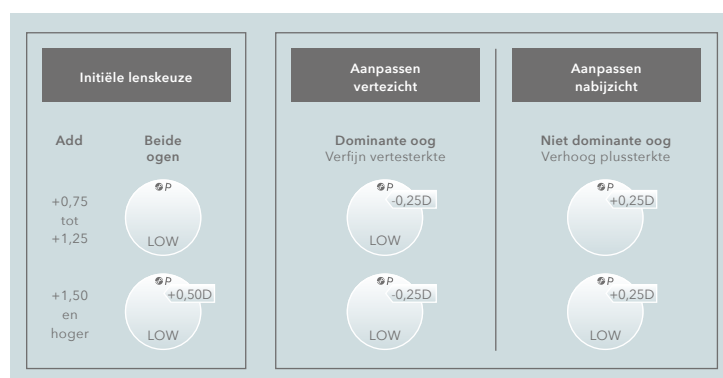 Initiële lenskeuze
Add
Beide
ogen
+0,75
tot
+1,25
P
LOW
+1,50
en
hoger
P
+0,50D
LOW
Aanpassen
vertezicht
Dominante oog
Verfijn vertesterkte
P
-0,25D
LOW
P
-0,25D
LOW
Aanpassen
nabijzicht
Niet dominante oog
Verhoog plussterkte
P
+0,25D
P
+0,25D
LOW